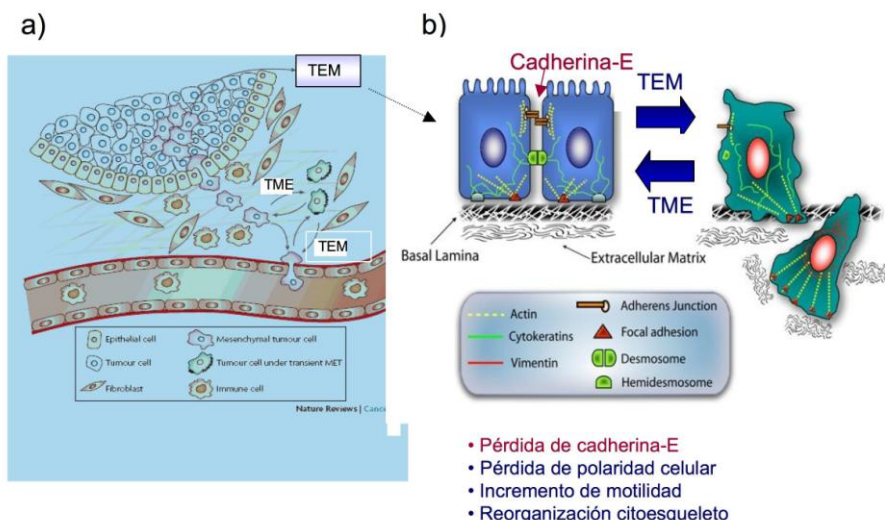 a)
TEM
TME
TEM
Epithelial cell
Tumour cell
Fibroblast
Mesenchymal tumour cell
Tumour cell under transient MET
Immune cell
Nature Reviews | Cance
b)
Cadherina-E
TEM
TME
Basal Lamina
Extracellular Matrix
Actin
Cytokeratins
Vimentin
Adherens Junction
Focal adhesion
Desmosome
Hemidesmosome
• Pérdida de cadherina-E
• Pérdida de polaridad celular
• Incremento de motilidad
• Reorganización citoesqueleto